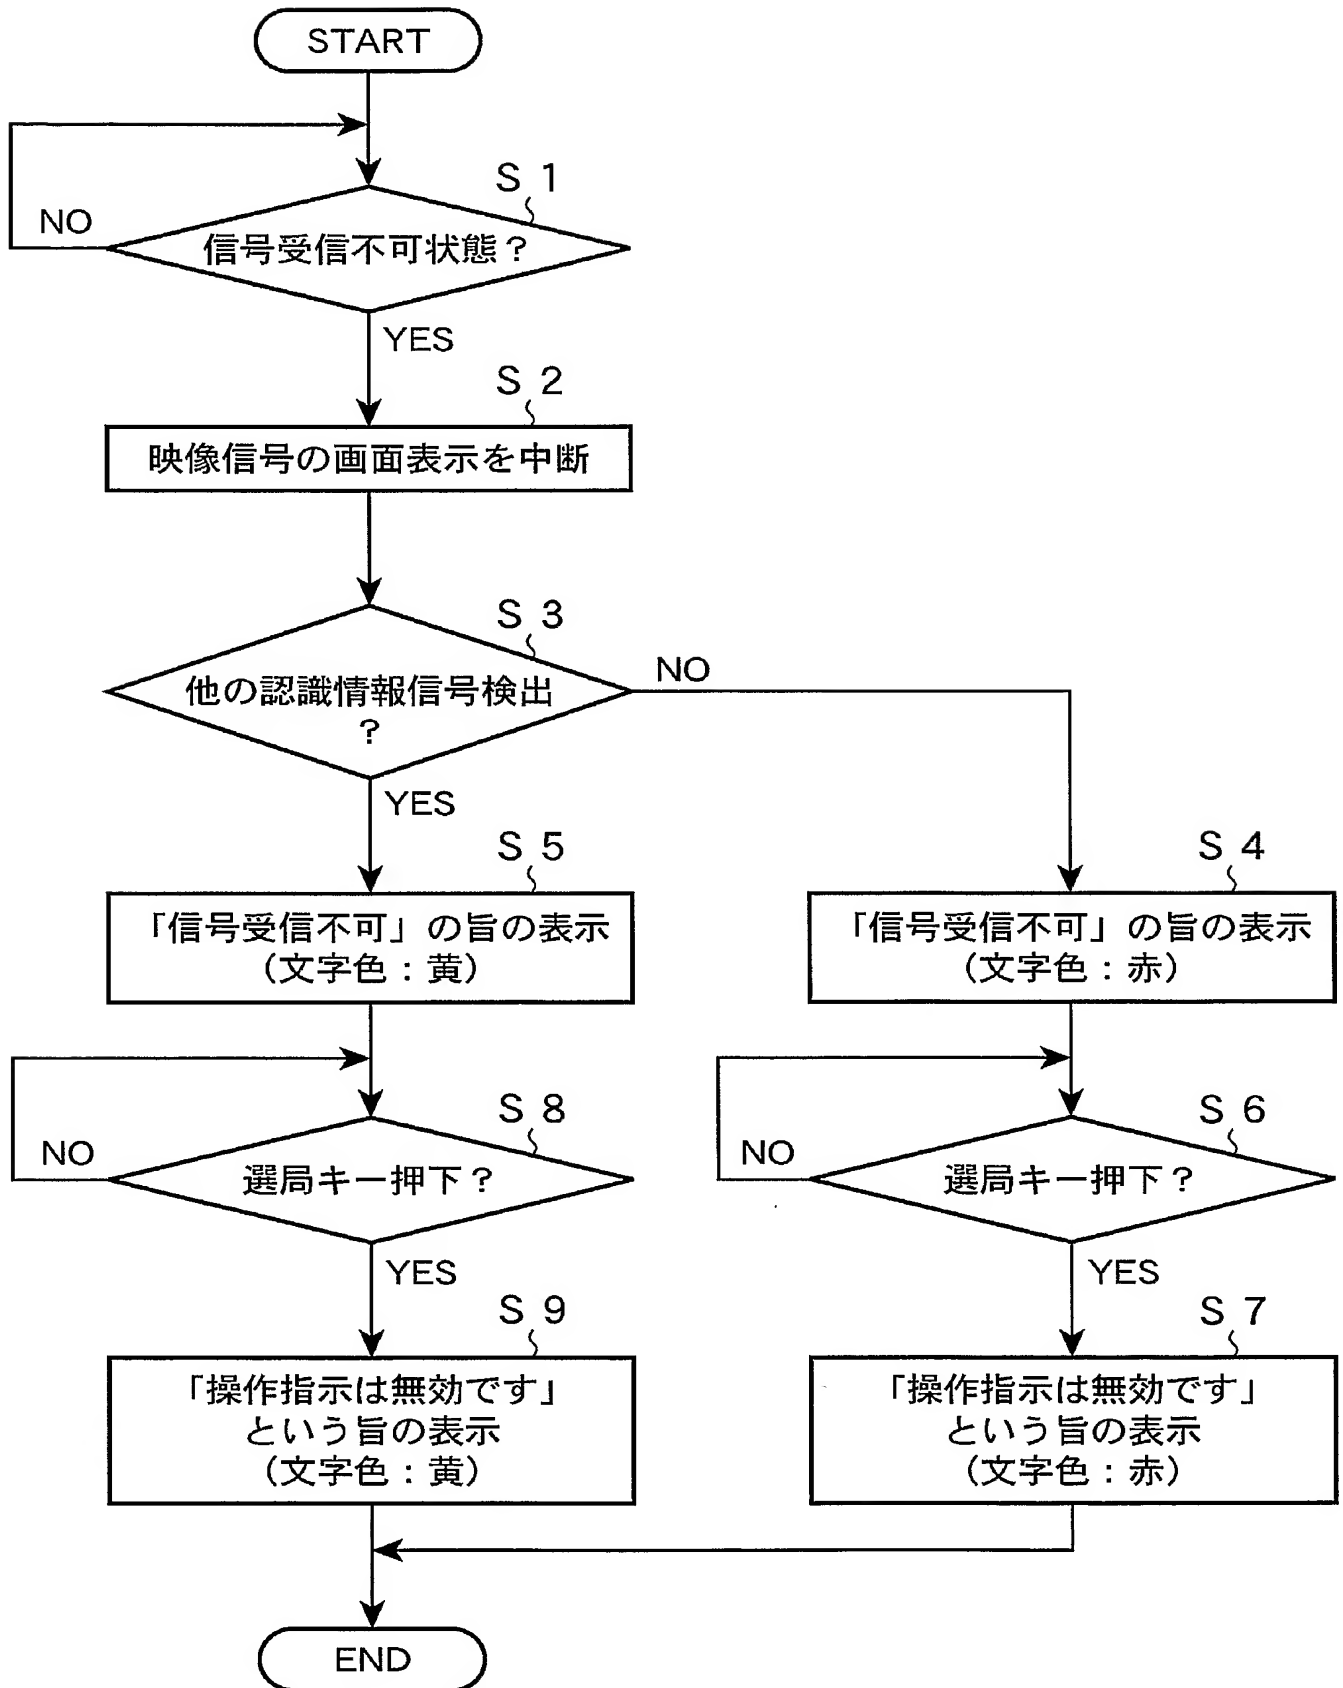 START
S 1
NO
信号受信不可状態？
YES
S 2
映像信号の画面表示を中断
S 3
他の認識情報信号検出
？
NO
YES
S 5
「信号受信不可」の旨の表示
（文字色：黄）
S 4
「信号受信不可」の旨の表示
（文字色：赤）
S 8
NO
選局キー押下？
YES
S 6
NO
選局キー押下？
YES
S 9
「操作指示は無効です」
という旨の表示
（文字色：黄）
S 7
「操作指示は無効です」
という旨の表示
（文字色：赤）
END